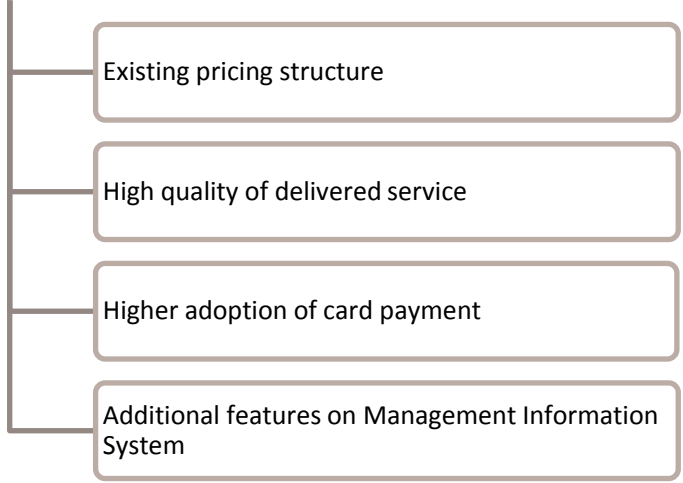 Existing pricing structure
High quality of delivered service
Higher adoption of card payment
Additional features on Management Information
System